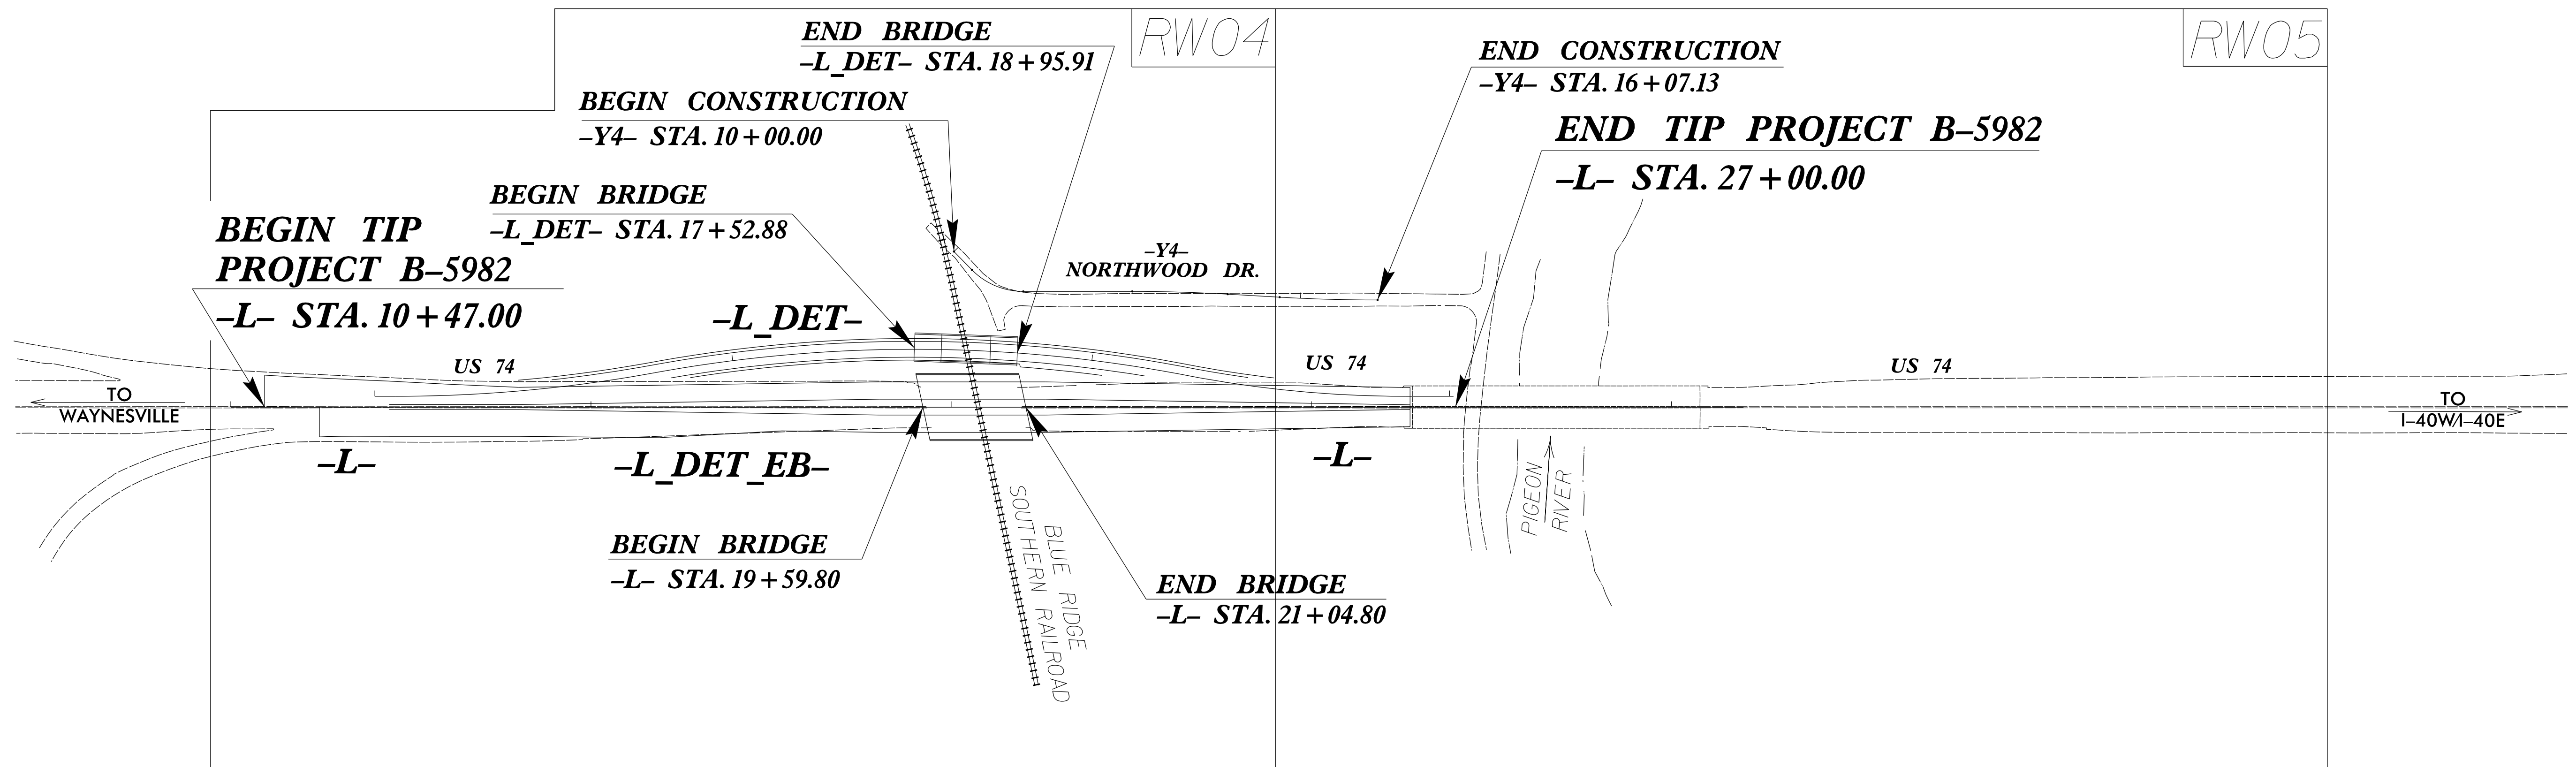 RW04
RW05
END BRIDGE
–L_DET– STA. 18+95.91
BEGIN CONSTRUCTION
–Y4– STA. 10+00.00
END CONSTRUCTION
–Y4– STA. 16+07.13
END TIP PROJECT B–5982
–L– STA. 27+00.00
BEGIN BRIDGE
–L_DET– STA. 17+52.88
BEGIN TIP
PROJECT B–5982
–L– STA. 10+47.00
–Y4–
NORTHWOOD DR.
–L_DET–
US 74
US 74
US 74
TO
WAYNESVILLE
TO
I–40W/I–40E
–L–
–L_DET_EB–
–L–
PIGEON
RIVER
BLUE RIDGE
SOUTHERN RAILROAD
BEGIN BRIDGE
–L– STA. 19+59.80
END BRIDGE
–L– STA. 21+04.80